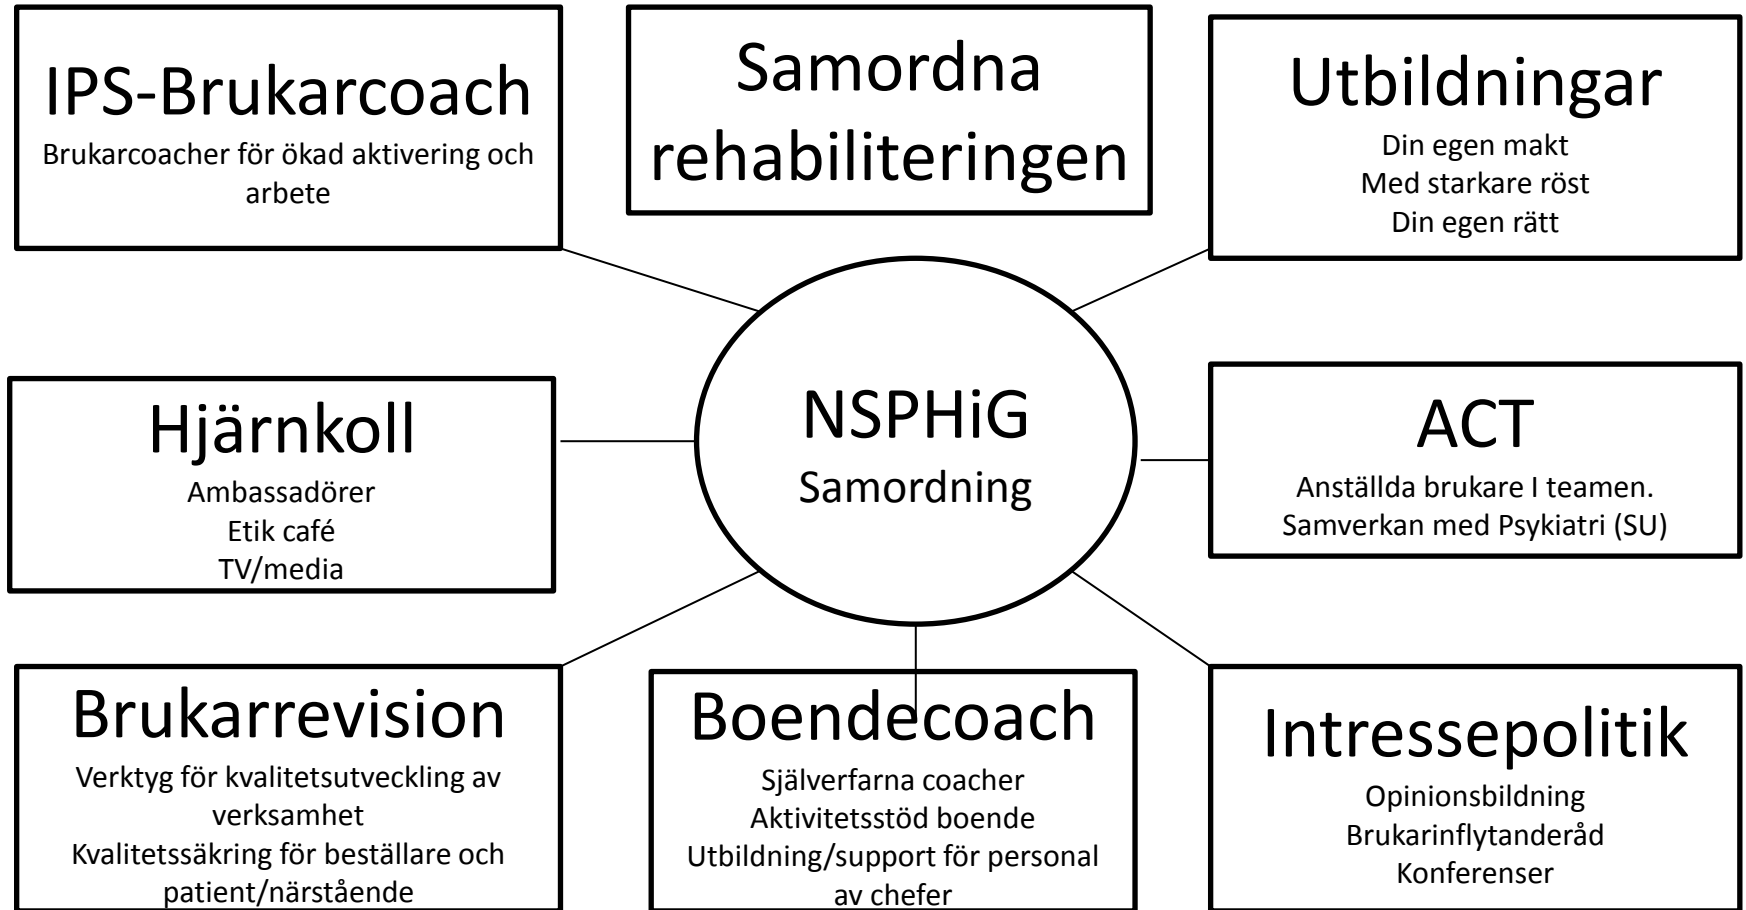 IPS-Brukarcoach
Brukarcoacher för ökad aktivering och
arbete
Samordna
rehabiliteringen
Utbildningar
Din egen makt
Med starkare röst
Din egen rätt
Hjärnkoll
Ambassadörer
Etik café
TV/media
NSPHiG
Samordning
ACT
Anställda brukare I teamen.
Samverkan med Psykiatri (SU)
Brukarrevision
Verktyg för kvalitetsutveckling av
verksamhet
Kvalitetssäkring för beställare och
patient/närstående
Boendecoach
Själverfarna coacher
Aktivitetsstöd boende
Utbildning/support för personal
av chefer
Intressepolitik
Opinionsbildning
Brukarinflytanderåd
Konferenser